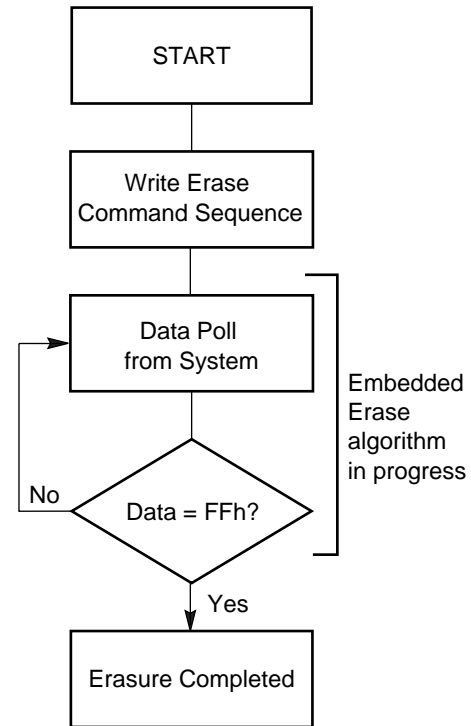 START
Write Erase
Command Sequence
Data Poll
from System
Embedded
Erase
algorithm
in progress
No
Data = FFh?
Yes
Erasure Completed